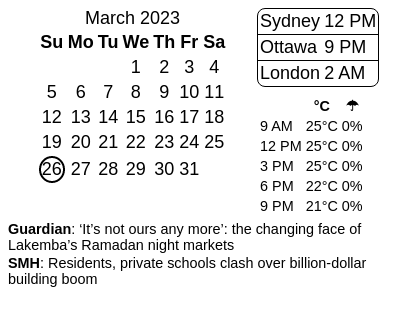 March 2023
Su Mo Tu We Th Fr Sa
1 2 3 4
5 6 7 8 9 10 11
12 13 14 15 16 17 18
19 20 21 22 23 24 25
26 27 28 29 30 31
Sydney 12 PM
Ottawa 9 PM
London 2 AM
°C ☂
9 AM 25°C 0%
12 PM 25°C 0%
3 PM 25°C 0%
6 PM 22°C 0%
9 PM 21°C 0%
Guardian: ‘It’s not ours any more’: the changing face of
Lakemba’s Ramadan night markets
SMH: Residents, private schools clash over billion-dollar
building boom